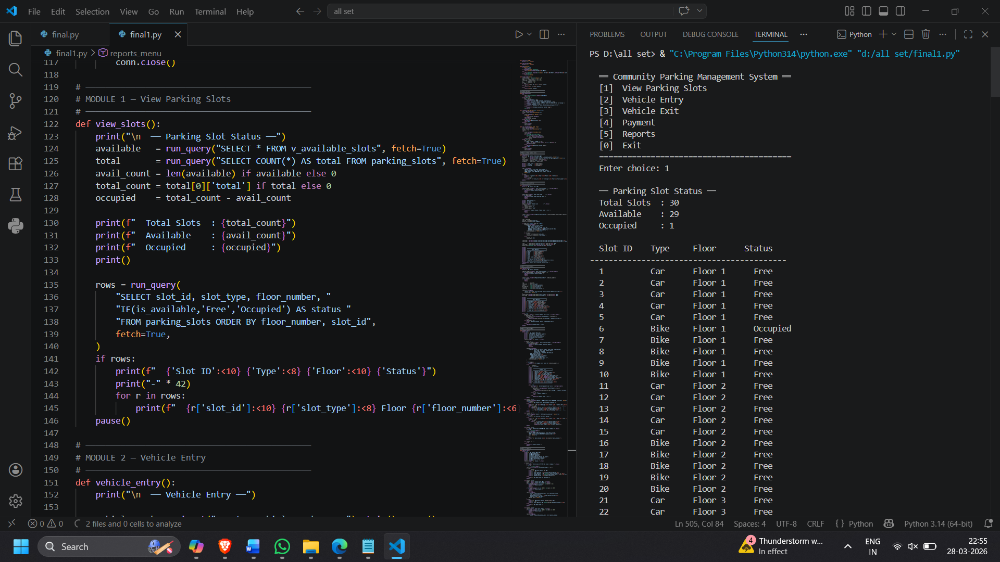 File Edit Selection View Go Run Terminal Help
all set
final.py
final1.py
final1.py > reports_menu
117 conn.close()
118
119 # ────────────────────────────────
120 # MODULE 1 — View Parking Slots
121 # ────────────────────────────────
122 def view_slots():
123 print("\n ── Parking Slot Status ──")
124 available = run_query("SELECT * FROM v_available_slots", fetch=True)
125 total = run_query("SELECT COUNT(*) AS total FROM parking_slots", fetch=True)
126 avail_count = len(available) if available else 0
127 total_count = total[0]['total'] if total else 0
128 occupied = total_count - avail_count
129
130 print(f" Total Slots : {total_count}")
131 print(f" Available : {avail_count}")
132 print(f" Occupied : {occupied}")
133 print()
134
135 rows = run_query(
136 "SELECT slot_id, slot_type, floor_number, "
137 "IF(is_available,'Free','Occupied') AS status "
138 "FROM parking_slots ORDER BY floor_number, slot_id",
139 fetch=True,
140 )
141 if rows:
142 print(f" {'Slot ID':<10} {'Type':<8} {'Floor':<10} {'Status'}")
143 print("-" * 42)
144 for r in rows:
145 print(f" {r['slot_id']:<10} {r['slot_type']:<8} Floor {r['floor_number']:<6}
146 pause()
147
148 # ────────────────────────────────
149 # MODULE 2 — Vehicle Entry
150 # ────────────────────────────────
151 def vehicle_entry():
152 print("\n ── Vehicle Entry ──")
153
PROBLEMS OUTPUT DEBUG CONSOLE TERMINAL
Python
PS D:\all set> & "C:\Program Files\Python314\python.exe" "d:/all set/final1.py"
══ Community Parking Management System ══
[1] View Parking Slots
[2] Vehicle Entry
[3] Vehicle Exit
[4] Payment
[5] Reports
[0] Exit
=========================================
Enter choice: 1
── Parking Slot Status ──
Total Slots : 30
Available : 29
Occupied : 1
Slot ID Type Floor Status
------------------------------------------
1 Car Floor 1 Free
2 Car Floor 1 Free
3 Car Floor 1 Free
4 Car Floor 1 Free
5 Car Floor 1 Free
6 Bike Floor 1 Occupied
7 Bike Floor 1 Free
8 Bike Floor 1 Free
9 Bike Floor 1 Free
10 Bike Floor 1 Free
11 Car Floor 2 Free
12 Car Floor 2 Free
13 Car Floor 2 Free
14 Car Floor 2 Free
15 Car Floor 2 Free
16 Bike Floor 2 Free
17 Bike Floor 2 Free
18 Bike Floor 2 Free
19 Bike Floor 2 Free
20 Bike Floor 2 Free
21 Car Floor 3 Free
22 Car Floor 3 Free
0 0 2 files and 0 cells to analyze
Ln 505, Col 84 Spaces: 4 UTF-8 CRLF { } Python Python 3.14 (64-bit)
Search
4
Thunderstorm w...
In effect
ENG
IN
22:55
28-03-2026